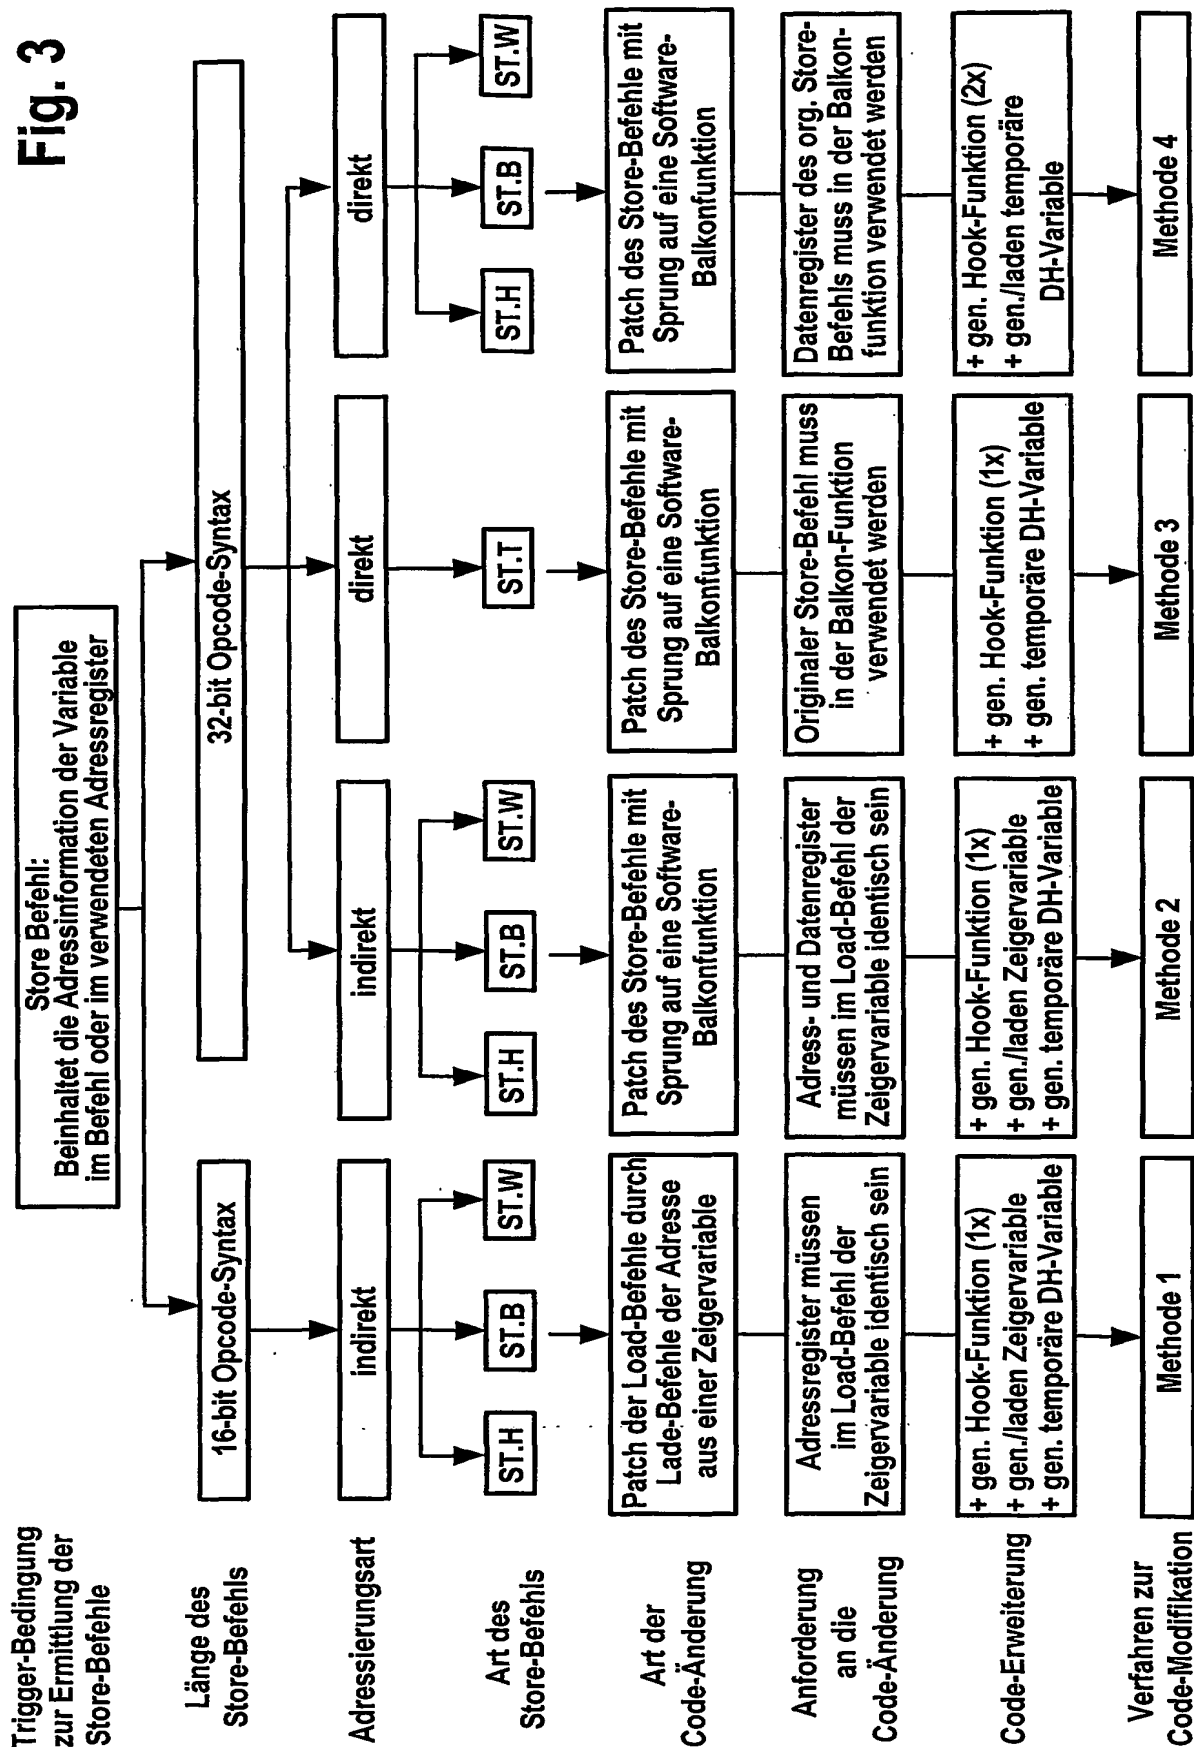 Fig. 3
Trigger-Bedingung
zur Ermittlung der
Store-Befehle
Store Befehl:
Beinhaltet die Adressinformation der Variable
im Befehl oder im verwendeten Adressregister
Länge des
Store-Befehls
16-bit Opcode-Syntax
32-bit Opcode-Syntax
Adressierungsart
indirekt
indirekt
direkt
direkt
Art des
Store-Befehls
ST.H
ST.B
ST.W
ST.H
ST.B
ST.W
ST.T
ST.H
ST.B
ST.W
Art der
Code-Änderung
Patch der Load-Befehle durch
Lade-Befehle der Adresse
aus einer Zeigervariable
Patch des Store-Befehle mit
Sprung auf eine Software-
Balkonfunktion
Patch des Store-Befehle mit
Sprung auf eine Software-
Balkonfunktion
Patch des Store-Befehle mit
Sprung auf eine Software-
Balkonfunktion
Anforderung
an die
Code-Änderung
Adressregister müssen
im Load-Befehl der
Zeigervariable identisch sein
Adress- und Datenregister
müssen im Load-Befehl der
Zeigervariable identisch sein
Originaler Store-Befehl muss
in der Balkon-Funktion
verwendet werden
Datenregister des org. Store-
Befehls muss in der Balkon-
funktion verwendet werden
Code-Erweiterung
+ gen. Hook-Funktion (1x)
+ gen./laden Zeigervariable
+ gen. temporäre DH-Variable
+ gen. Hook-Funktion (1x)
+ gen./laden Zeigervariable
+ gen. temporäre DH-Variable
+ gen. Hook-Funktion (1x)
+ gen. temporäre DH-Variable
+ gen. Hook-Funktion (2x)
+ gen./laden temporäre
DH-Variable
Verfahren zur
Code-Modifikation
Methode 1
Methode 2
Methode 3
Methode 4